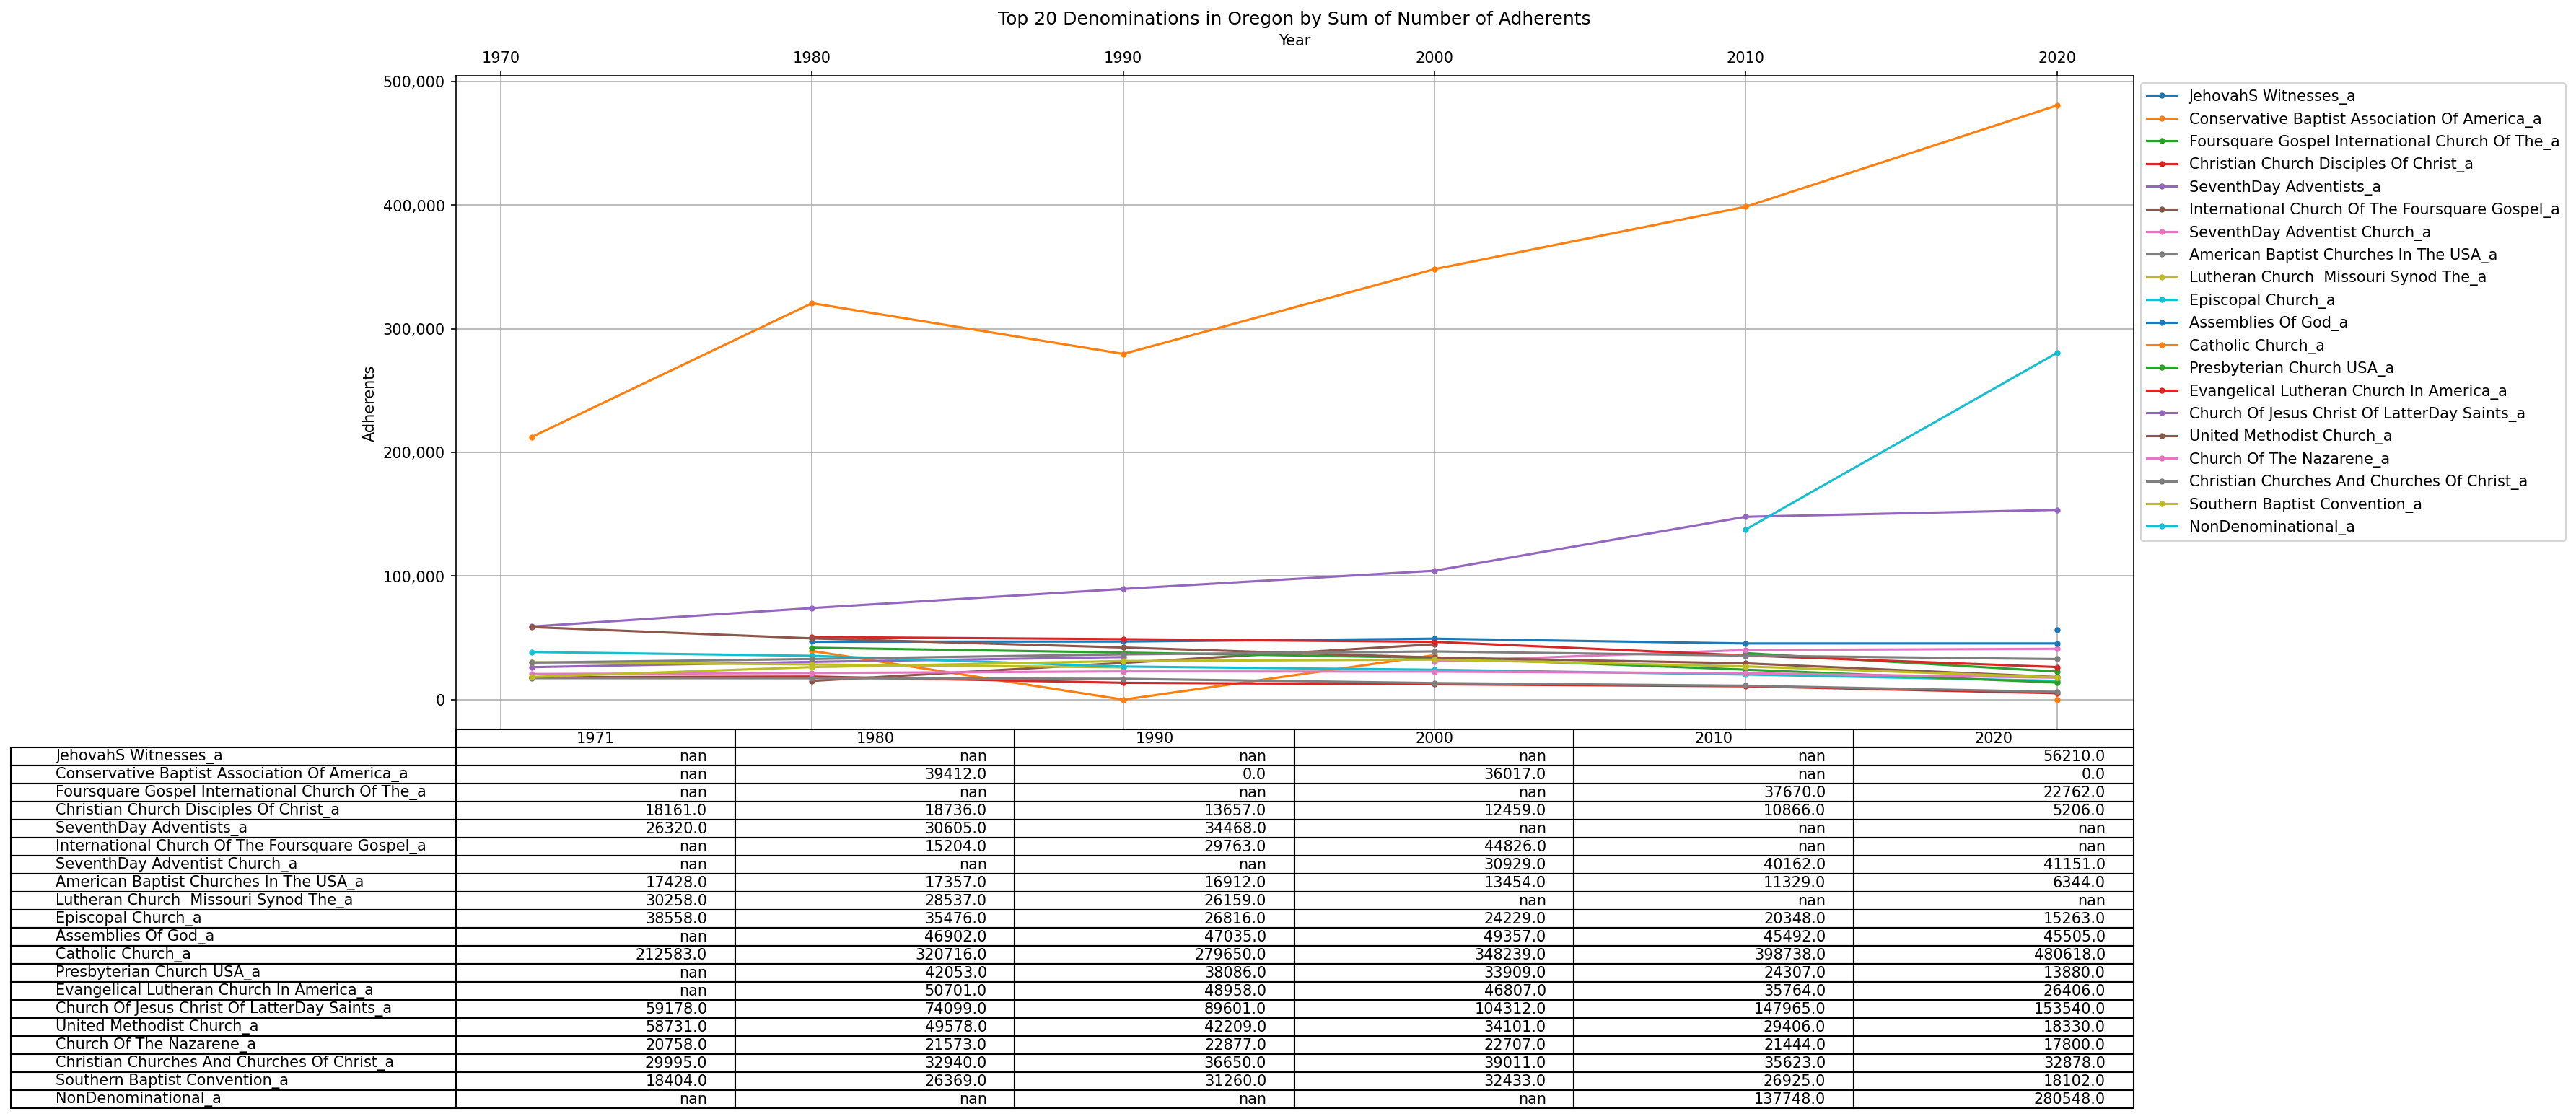 Top 20 Denominations in Oregon by Sum of Number of Adherents
Year
1970 1980 1990 2000 2010 2020
500,000
400,000
300,000
200,000
100,000
0
Adherents
JehovahS Witnesses_a
Conservative Baptist Association Of America_a
Foursquare Gospel International Church Of The_a
Christian Church Disciples Of Christ_a
SeventhDay Adventists_a
International Church Of The Foursquare Gospel_a
SeventhDay Adventist Church_a
American Baptist Churches In The USA_a
Lutheran Church  Missouri Synod The_a
Episcopal Church_a
Assemblies Of God_a
Catholic Church_a
Presbyterian Church USA_a
Evangelical Lutheran Church In America_a
Church Of Jesus Christ Of LatterDay Saints_a
United Methodist Church_a
Church Of The Nazarene_a
Christian Churches And Churches Of Christ_a
Southern Baptist Convention_a
NonDenominational_a
1971 1980 1990 2000 2010 2020
JehovahS Witnesses_a nan nan nan nan nan 56210.0
Conservative Baptist Association Of America_a nan 39412.0 0.0 36017.0 nan 0.0
Foursquare Gospel International Church Of The_a nan nan nan nan 37670.0 22762.0
Christian Church Disciples Of Christ_a 18161.0 18736.0 13657.0 12459.0 10866.0 5206.0
SeventhDay Adventists_a 26320.0 30605.0 34468.0 nan nan nan
International Church Of The Foursquare Gospel_a nan 15204.0 29763.0 44826.0 nan nan
SeventhDay Adventist Church_a nan nan nan 30929.0 40162.0 41151.0
American Baptist Churches In The USA_a 17428.0 17357.0 16912.0 13454.0 11329.0 6344.0
Lutheran Church  Missouri Synod The_a 30258.0 28537.0 26159.0 nan nan nan
Episcopal Church_a 38558.0 35476.0 26816.0 24229.0 20348.0 15263.0
Assemblies Of God_a nan 46902.0 47035.0 49357.0 45492.0 45505.0
Catholic Church_a 212583.0 320716.0 279650.0 348239.0 398738.0 480618.0
Presbyterian Church USA_a nan 42053.0 38086.0 33909.0 24307.0 13880.0
Evangelical Lutheran Church In America_a nan 50701.0 48958.0 46807.0 35764.0 26406.0
Church Of Jesus Christ Of LatterDay Saints_a 59178.0 74099.0 89601.0 104312.0 147965.0 153540.0
United Methodist Church_a 58731.0 49578.0 42209.0 34101.0 29406.0 18330.0
Church Of The Nazarene_a 20758.0 21573.0 22877.0 22707.0 21444.0 17800.0
Christian Churches And Churches Of Christ_a 29995.0 32940.0 36650.0 39011.0 35623.0 32878.0
Southern Baptist Convention_a 18404.0 26369.0 31260.0 32433.0 26925.0 18102.0
NonDenominational_a nan nan nan nan 137748.0 280548.0